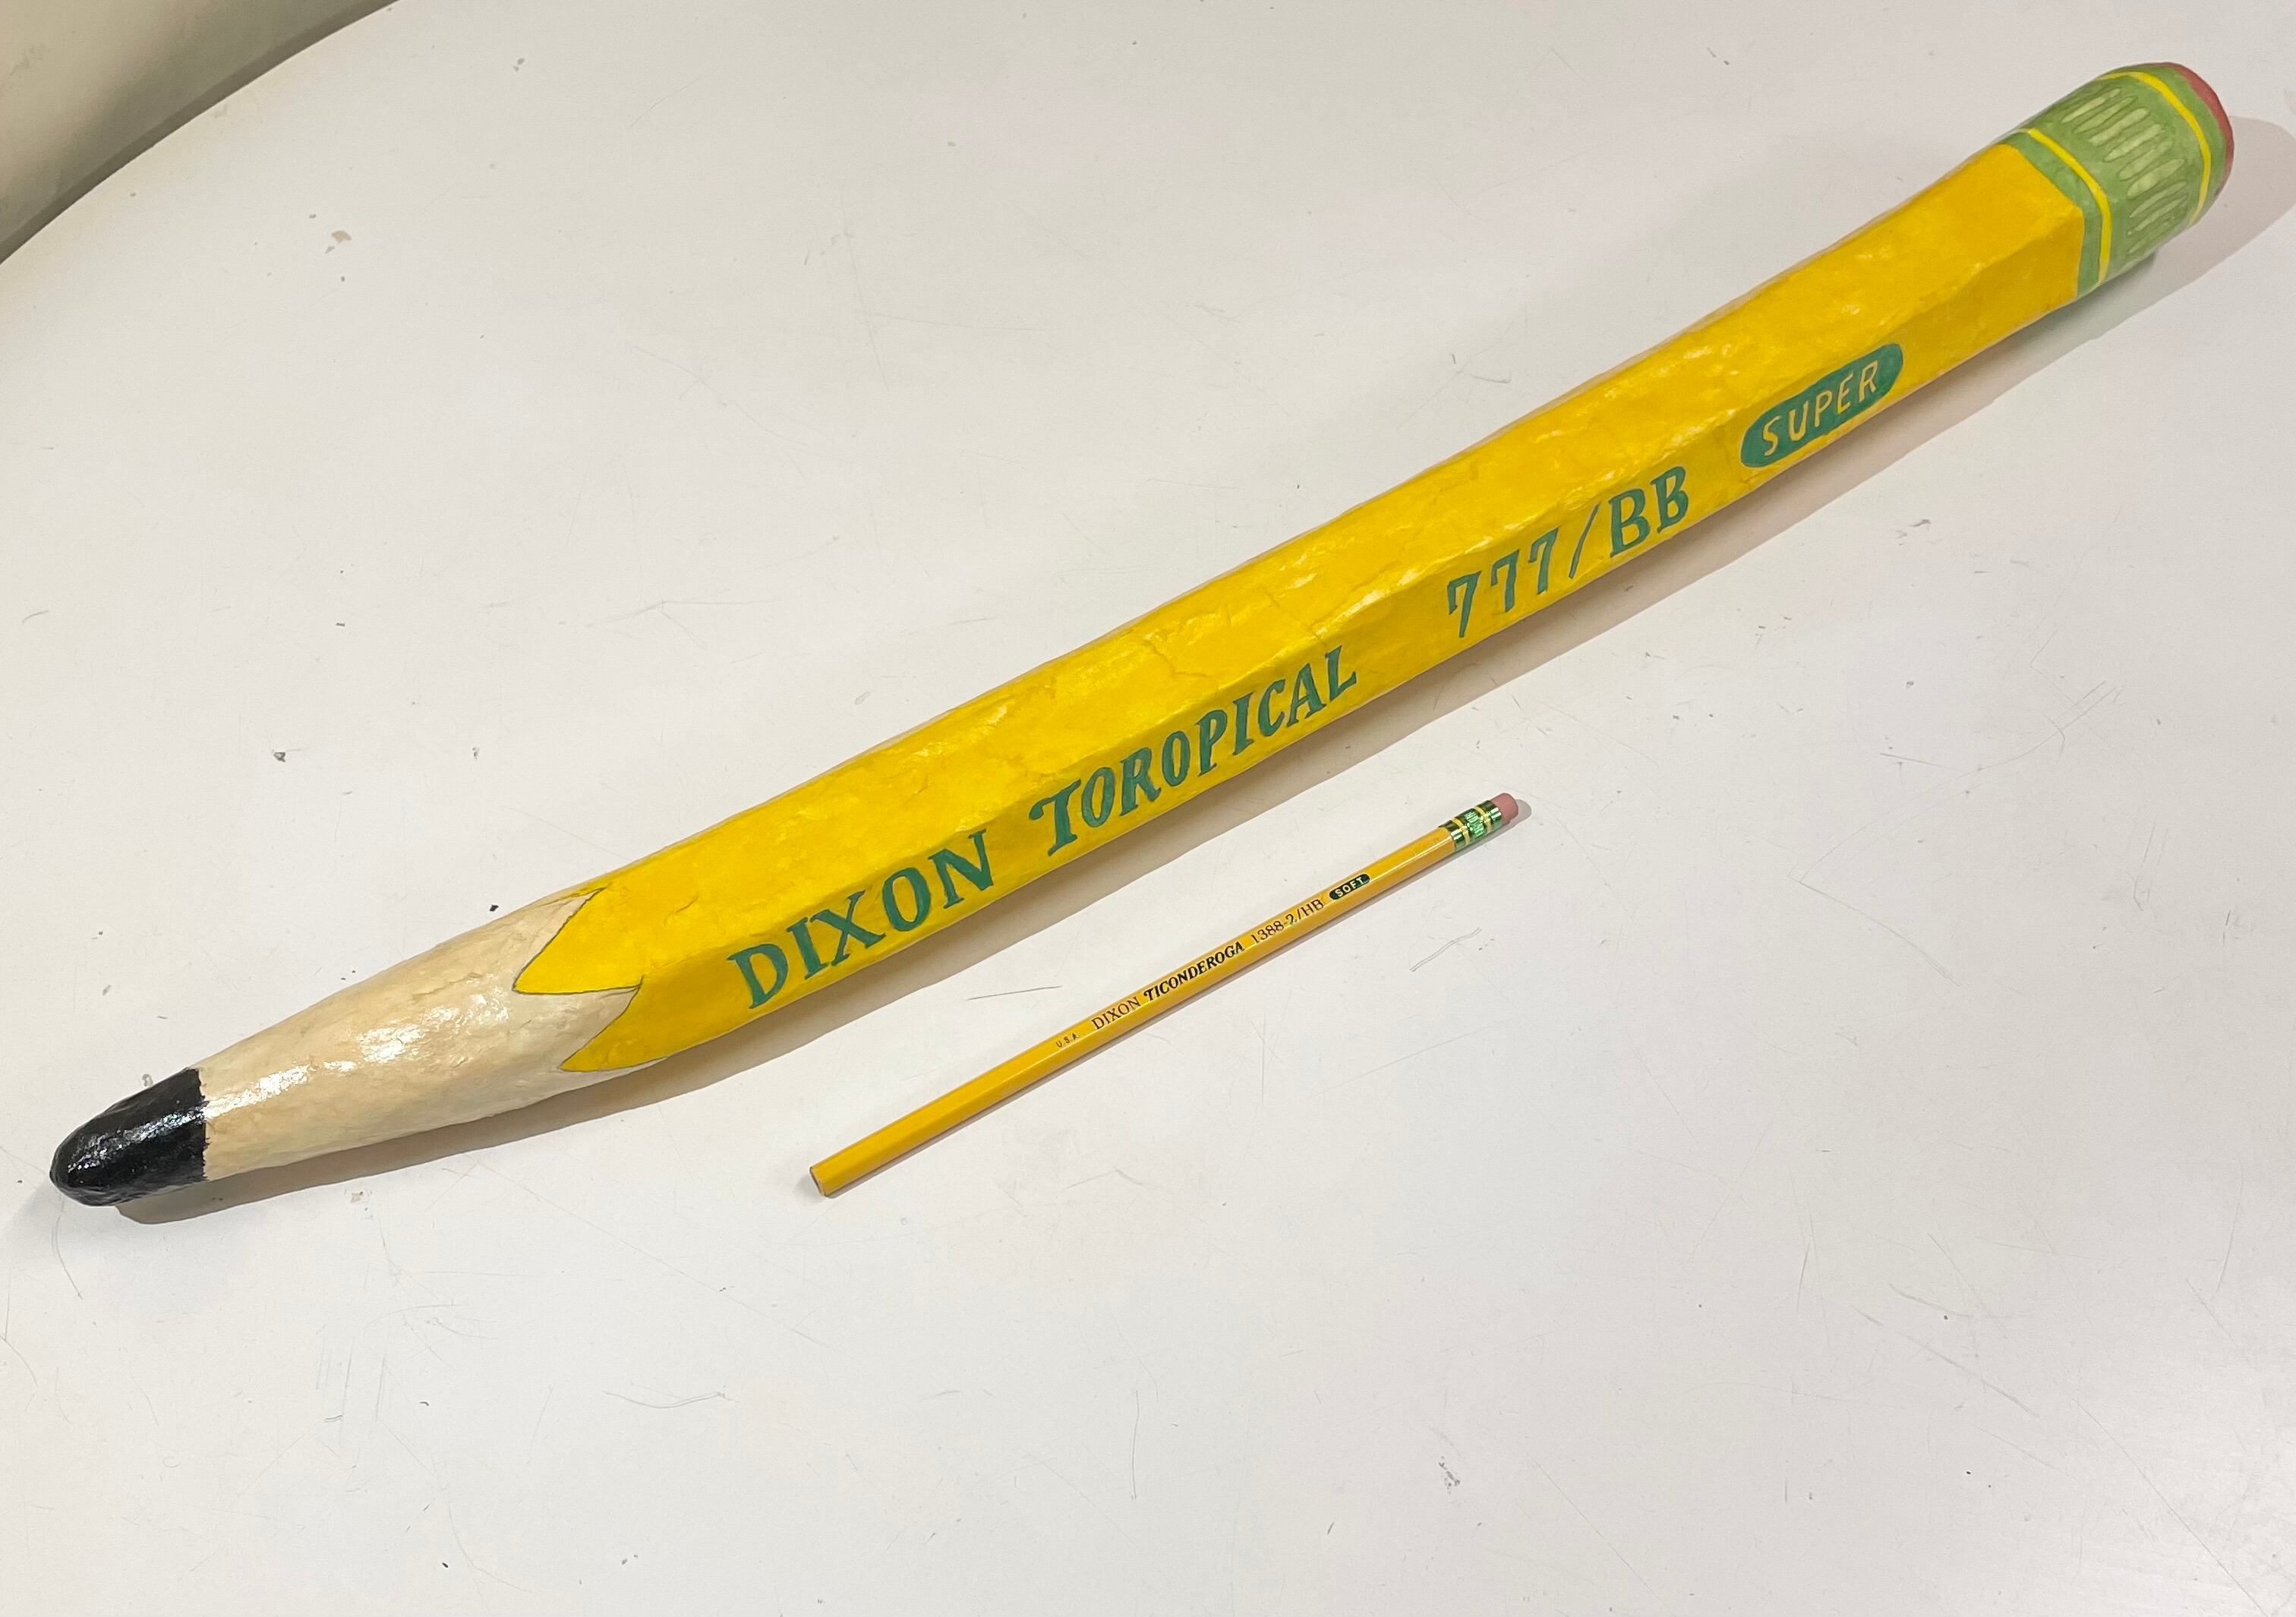 DIXON TOROPICAL 777/BB SUPER
U.S.A. DIXON TICONDEROGA 1388-2/HB SOFT